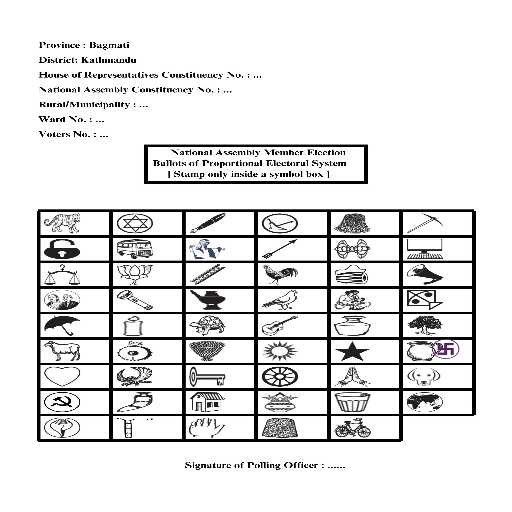 Province : Bagmati
District: Kathmandu
House of Representatives Constituency No. : ...
National Assembly Constituency No. : ...
Rural/Municipality : ...
Ward No. : ...
Voters No. : ...
National Assembly Member Election
Ballots of Proportional Electoral System
[ Stamp only inside a symbol box ]
Signature of Polling Officer : ......